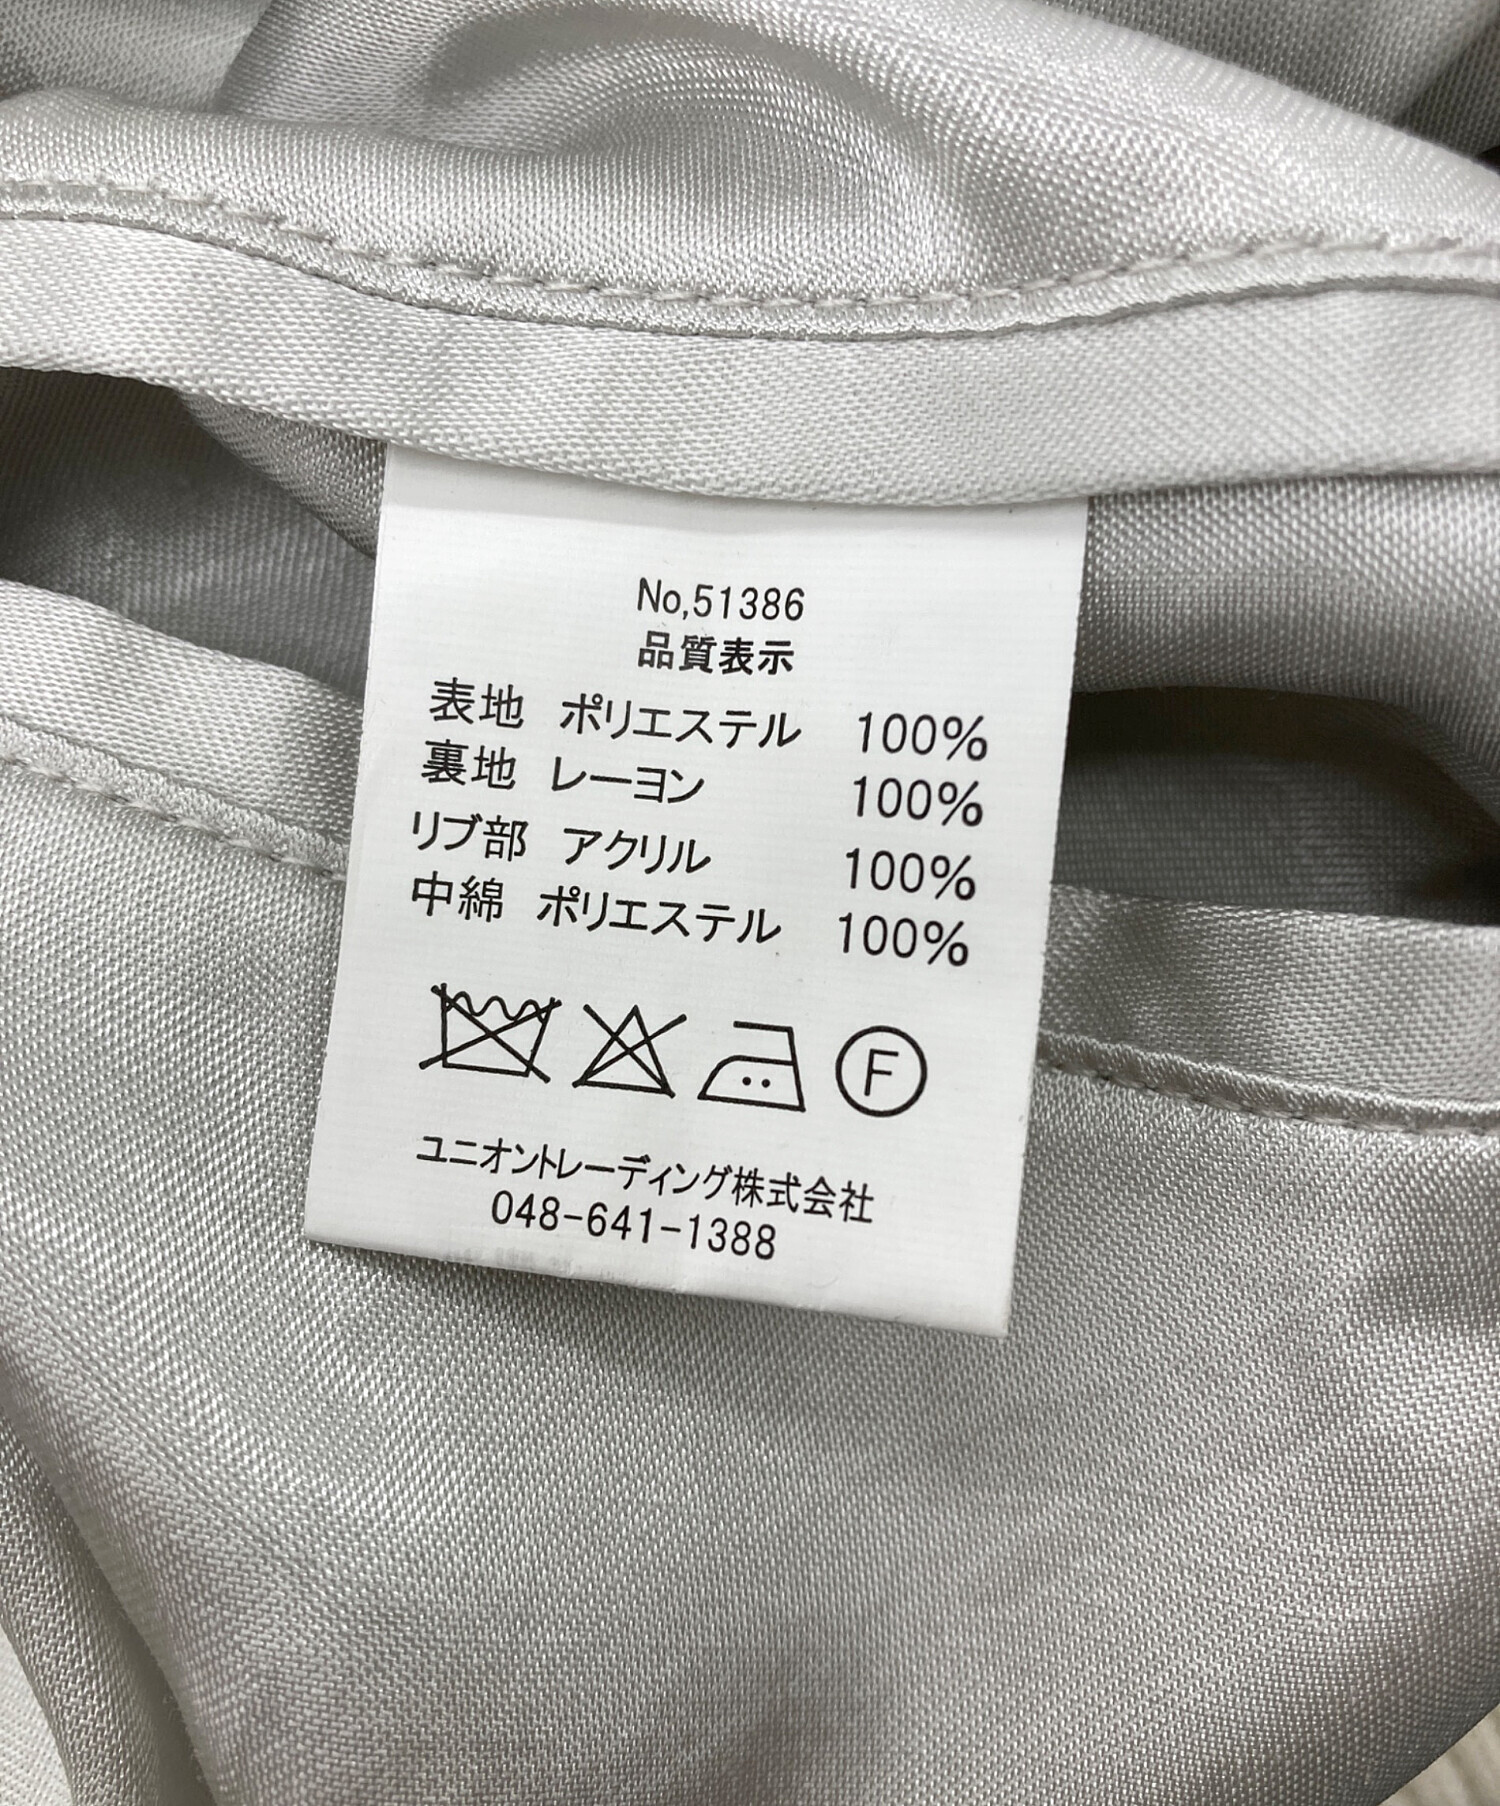 No,51386
品質表示
表地 ポリエステル 100%
裏地 レーヨン 100%
リブ部 アクリル 100%
中綿 ポリエステル 100%
F
ユニオントレーディング株式会社
048-641-1388